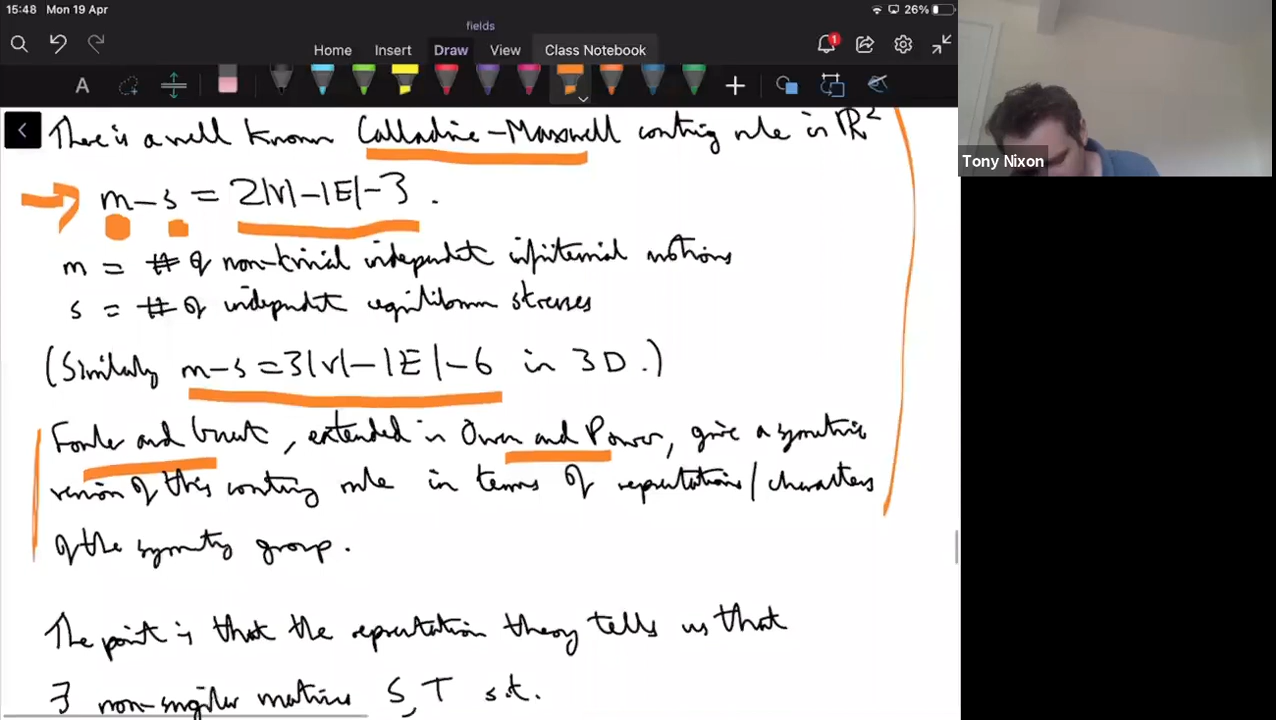 15:48 Mon 19 Apr
26%
fields
Home Insert Draw View Class Notebook
1
A
Tony Nixon
There is a well known Calladine-Maxwell counting rule in ℝ²
m - s = 2|V| - |E| - 3 .
m = # of non-trivial independent infinitesimal motions
s = # of independent equilibrium stresses
(Similarly m - s = 3|V| - |E| - 6 in 3D.)
Fowler and Guest, extended in Owen and Power, give a symmetric
version of this counting rule in terms of representations/characters
of the symmetry group.
The point is that the representation theory tells us that
∃ non-singular matrices S, T s.t.